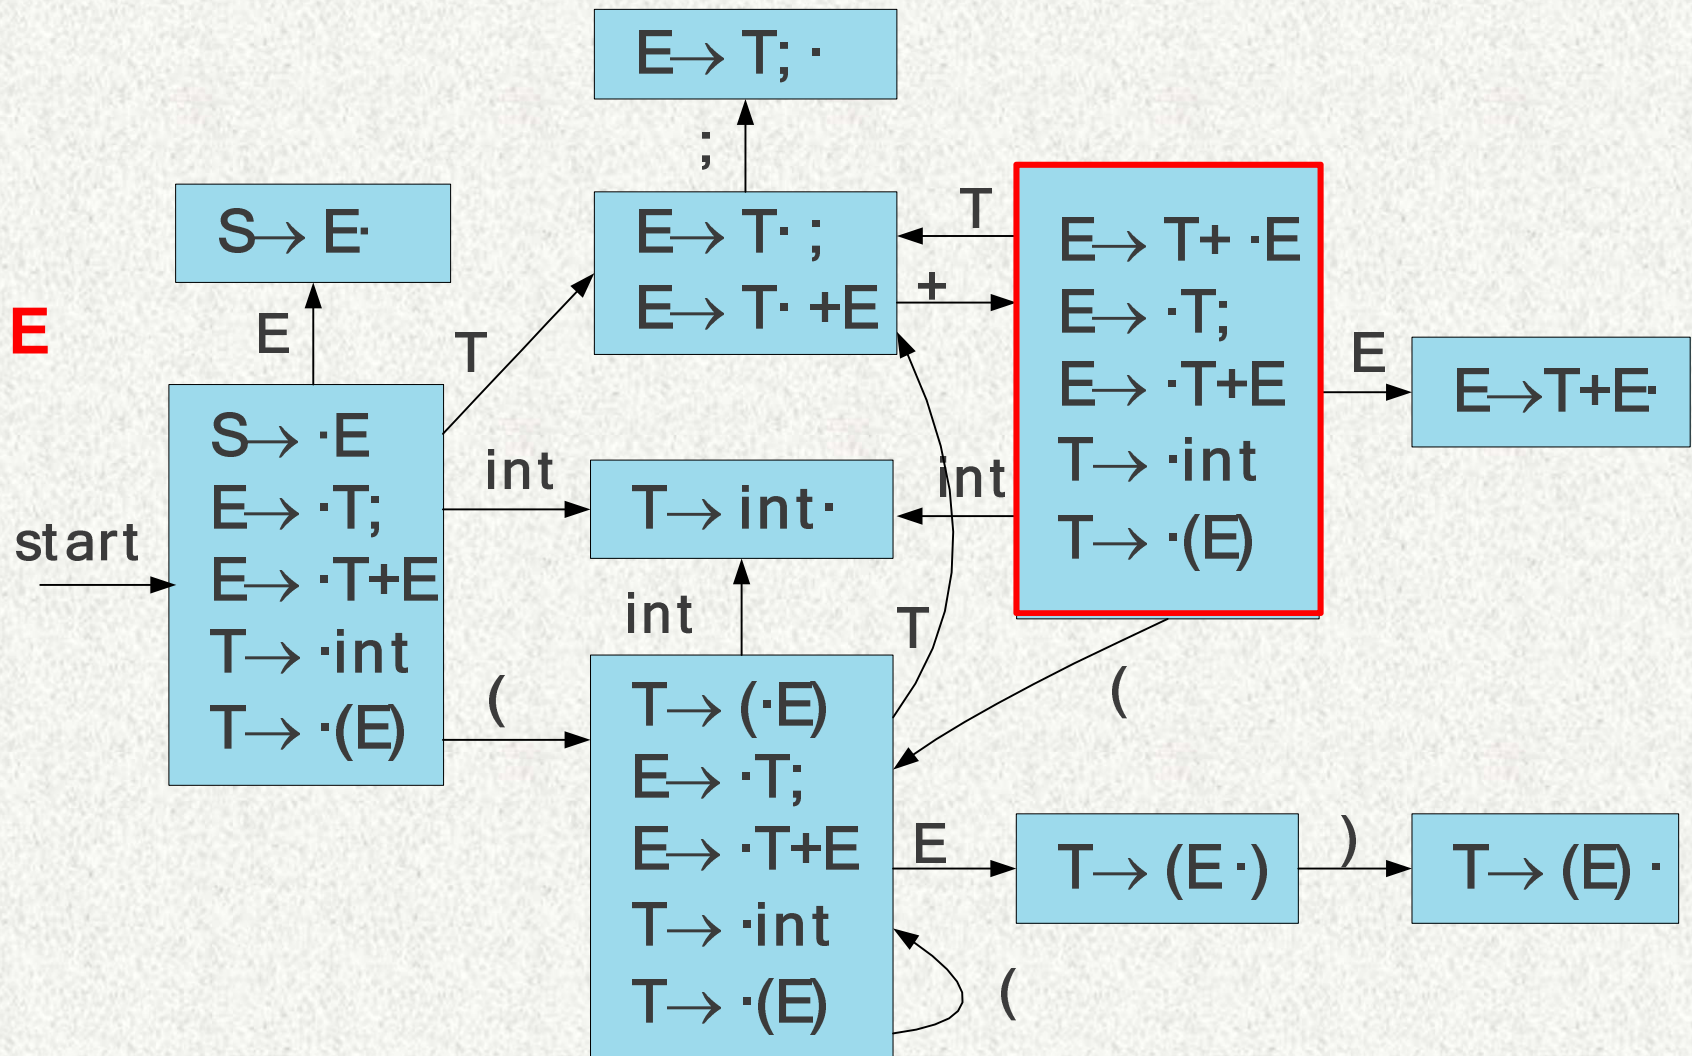 E→ T; ·
;
S→ E·
E→ T· ;
E→ T· +E
T
+
E→ T+ ·E
E→ ·T;
E→ ·T+E
T→ ·int
T→ ·(E)
E
E
T
E
E→T+E·
S→ ·E
E→ ·T;
E→ ·T+E
T→ ·int
T→ ·(E)
start
int
T→ int·
int
int
T
(
(
T→ (·E)
E→ ·T;
E→ ·T+E
T→ ·int
T→ ·(E)
E
T→ (E ·)
)
T→ (E) ·
(